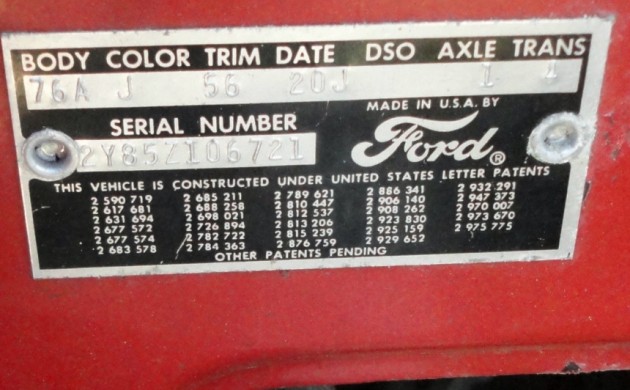 BODY COLOR TRIM DATE DSO AXLE TRANS
76A J 56 20J 1 4
SERIAL NUMBER
MADE IN U.S.A. BY
2Y85Z106721
Ford®
THIS VEHICLE IS CONSTRUCTED UNDER UNITED STATES LETTER PATENTS
2 590 719 2 685 211 2 789 621 2 886 341 2 932 291
2 617 681 2 688 258 2 810 447 2 906 140 2 947 373
2 631 694 2 698 021 2 812 537 2 908 262 2 970 007
2 677 572 2 726 894 2 813 206 2 923 830 2 973 670
2 677 574 2 782 722 2 815 239 2 925 159 2 975 775
2 683 578 2 784 363 2 876 759 2 929 652
OTHER PATENTS PENDING